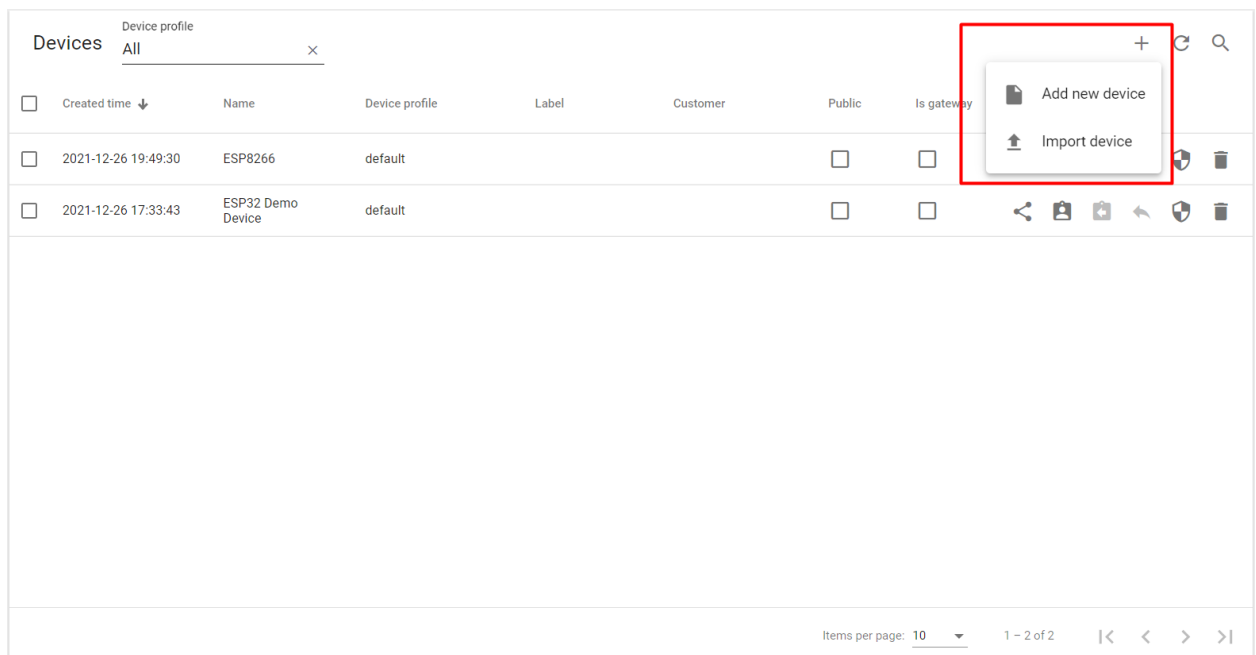 Devices
Device profile
All
Add new device
Import device
Created time
Name
Device profile
Label
Customer
Public
Is gateway
2021-12-26 19:49:30
ESP8266
default
2021-12-26 17:33:43
ESP32 Demo
Device
default
Items per page: 10
1 – 2 of 2